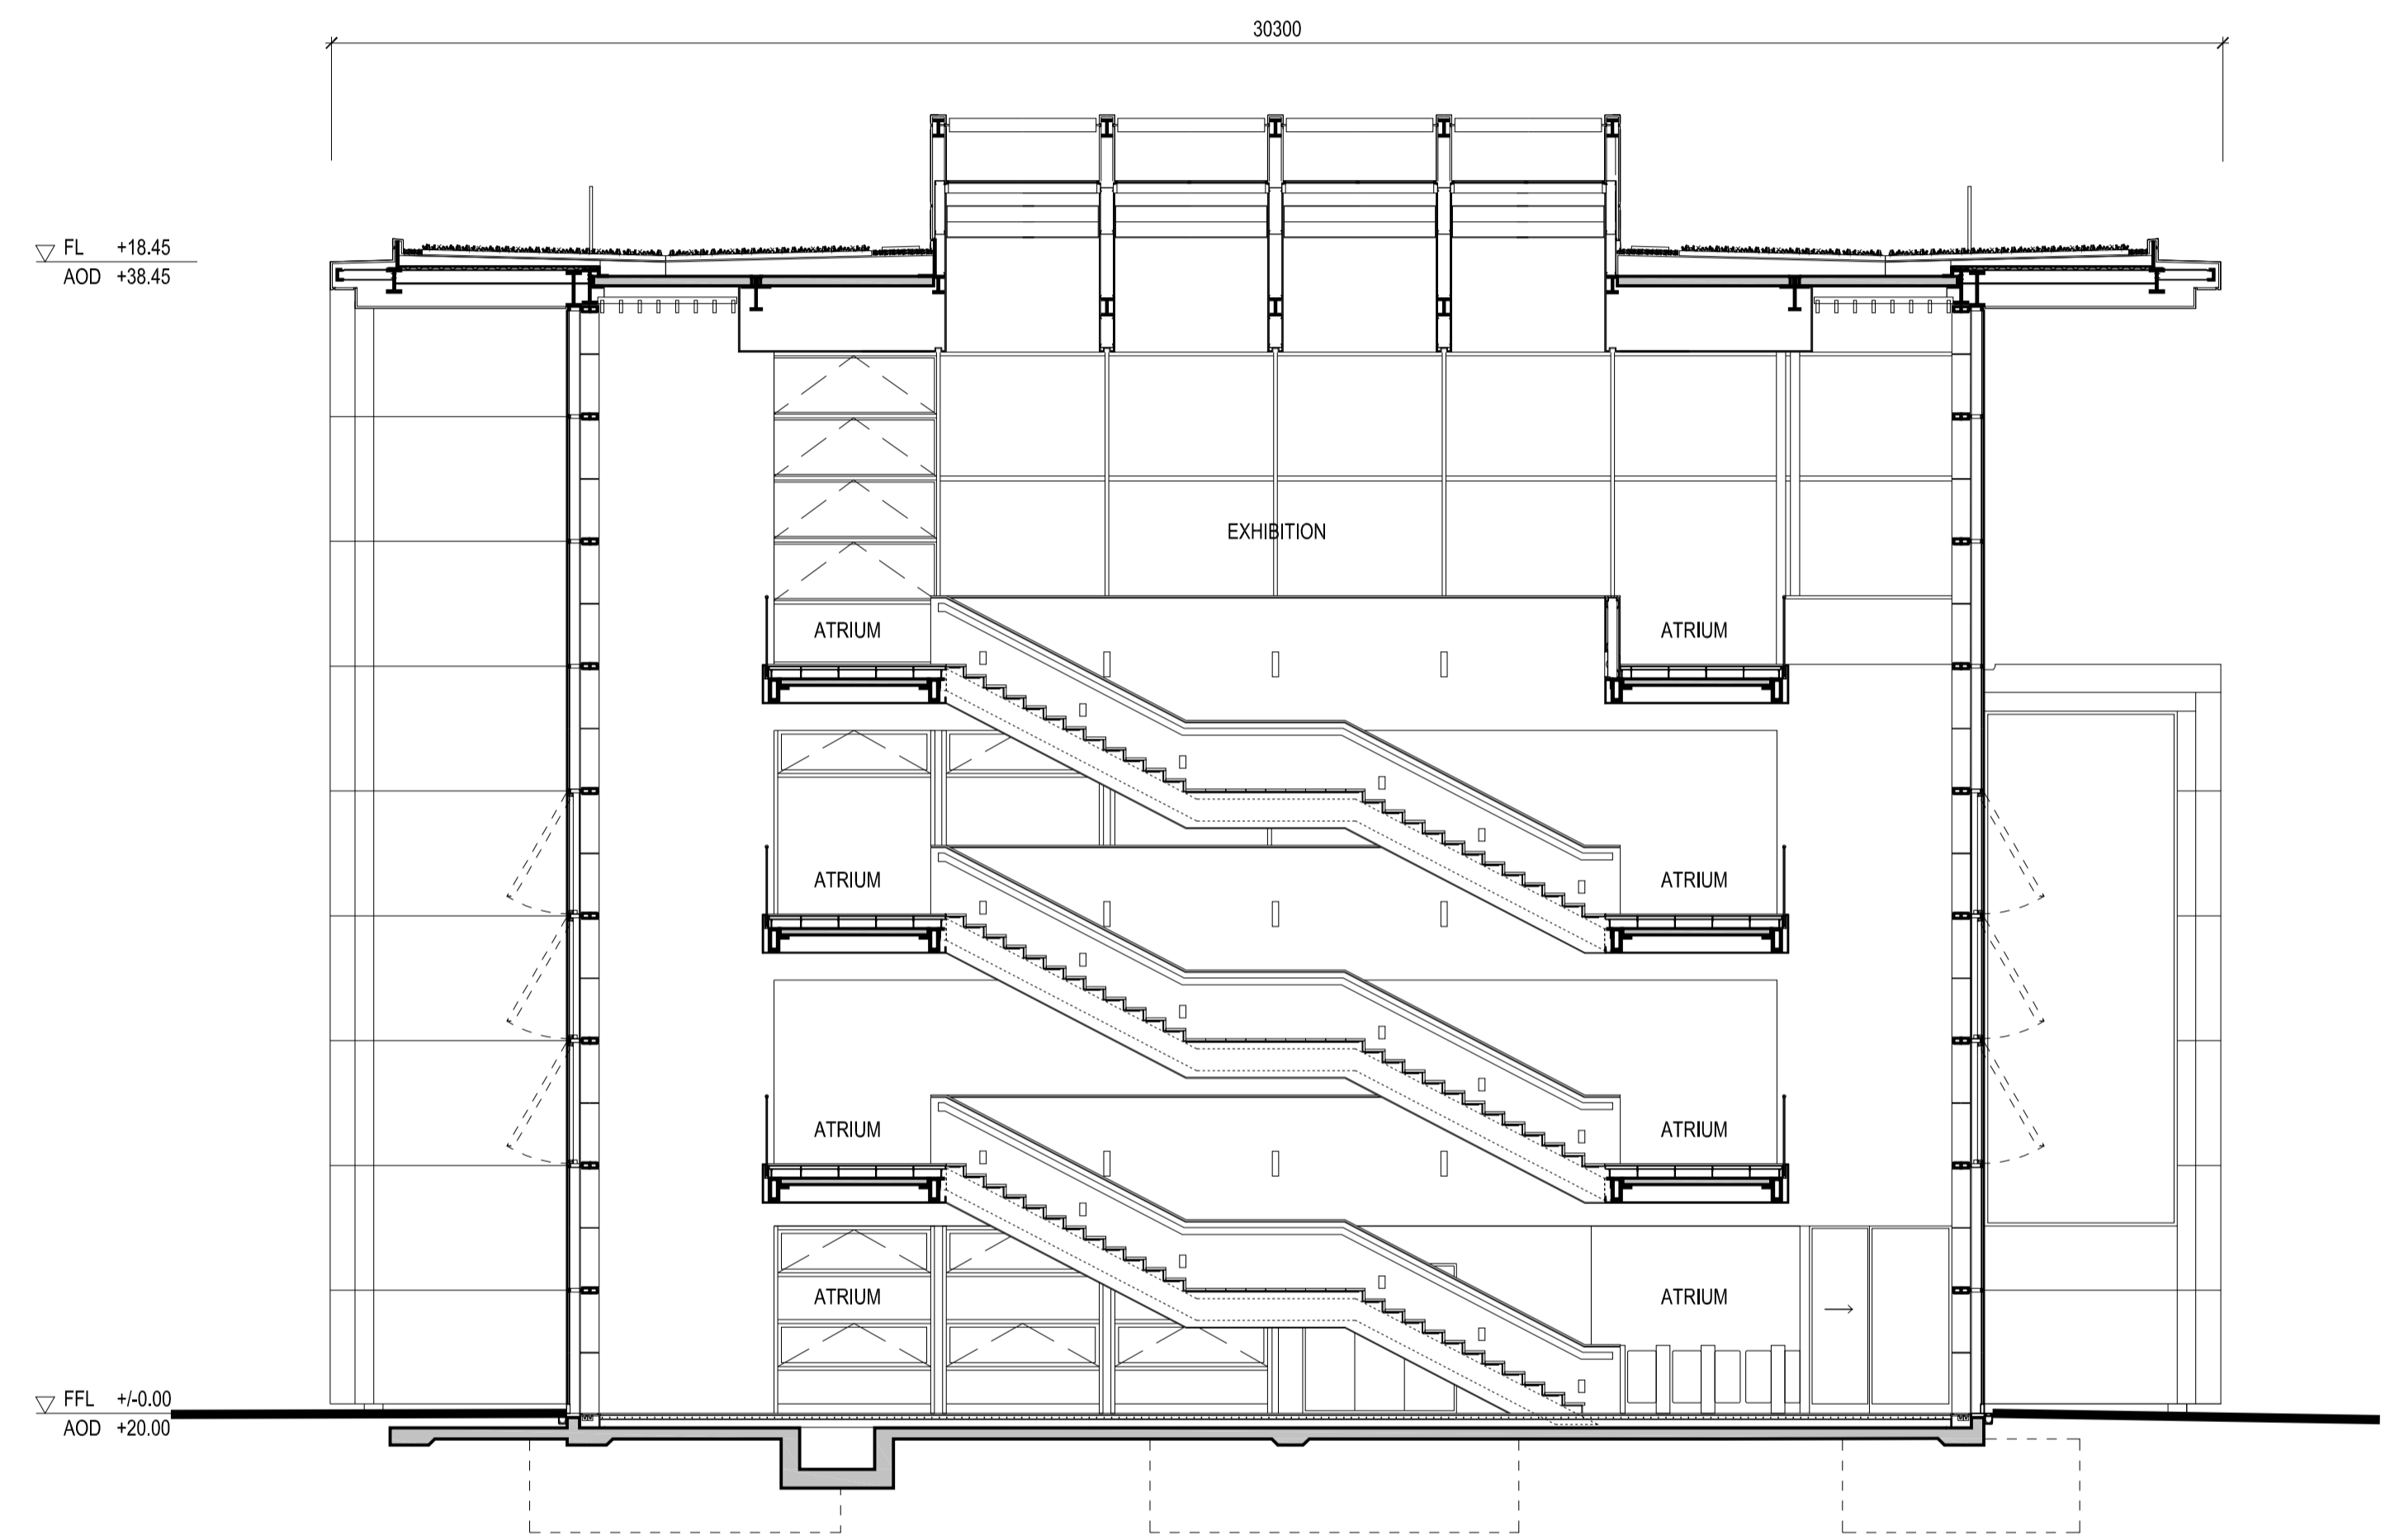 30300
FL +18.45
AOD +38.45
EXHIBITION
ATRIUM ATRIUM
ATRIUM ATRIUM
ATRIUM ATRIUM
ATRIUM ATRIUM
FFL +/-0.00
AOD +20.00